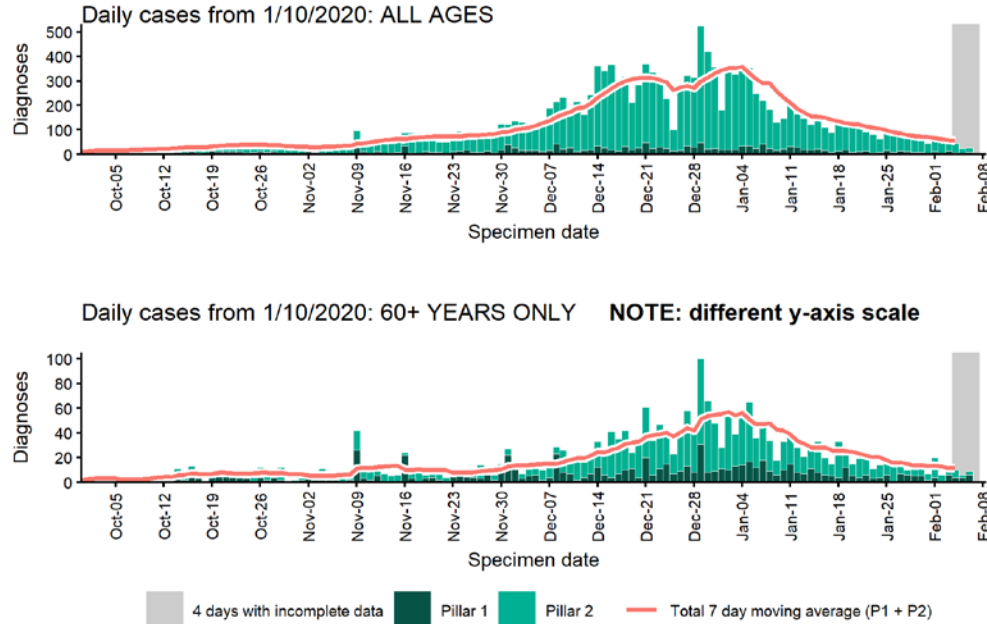 Daily cases from 1/10/2020: ALL AGES
500
400
300
200
100
0
Diagnoses
Oct-05
Oct-12
Oct-19
Oct-26
Nov-02
Nov-09
Nov-16
Nov-23
Nov-30
Dec-07
Dec-14
Dec-21
Dec-28
Jan-04
Jan-11
Jan-18
Jan-25
Feb-01
Feb-08
Specimen date
Daily cases from 1/10/2020: 60+ YEARS ONLY NOTE: different y-axis scale
100
80
60
40
20
0
Diagnoses
Oct-05
Oct-12
Oct-19
Oct-26
Nov-02
Nov-09
Nov-16
Nov-23
Nov-30
Dec-07
Dec-14
Dec-21
Dec-28
Jan-04
Jan-11
Jan-18
Jan-25
Feb-01
Feb-08
Specimen date
4 days with incomplete data Pillar 1 Pillar 2 Total 7 day moving average (P1 + P2)